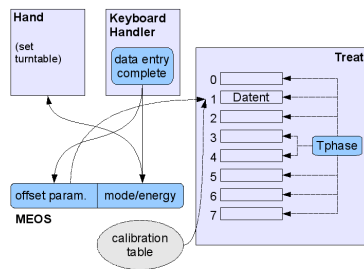 Hand
(set
turntable)
Keyboard
Handler
data entry
complete
Treat
0
1 Datent
2
3
4
5
6
7
Tphase
offset param.
mode/energy
MEOS
calibration
table